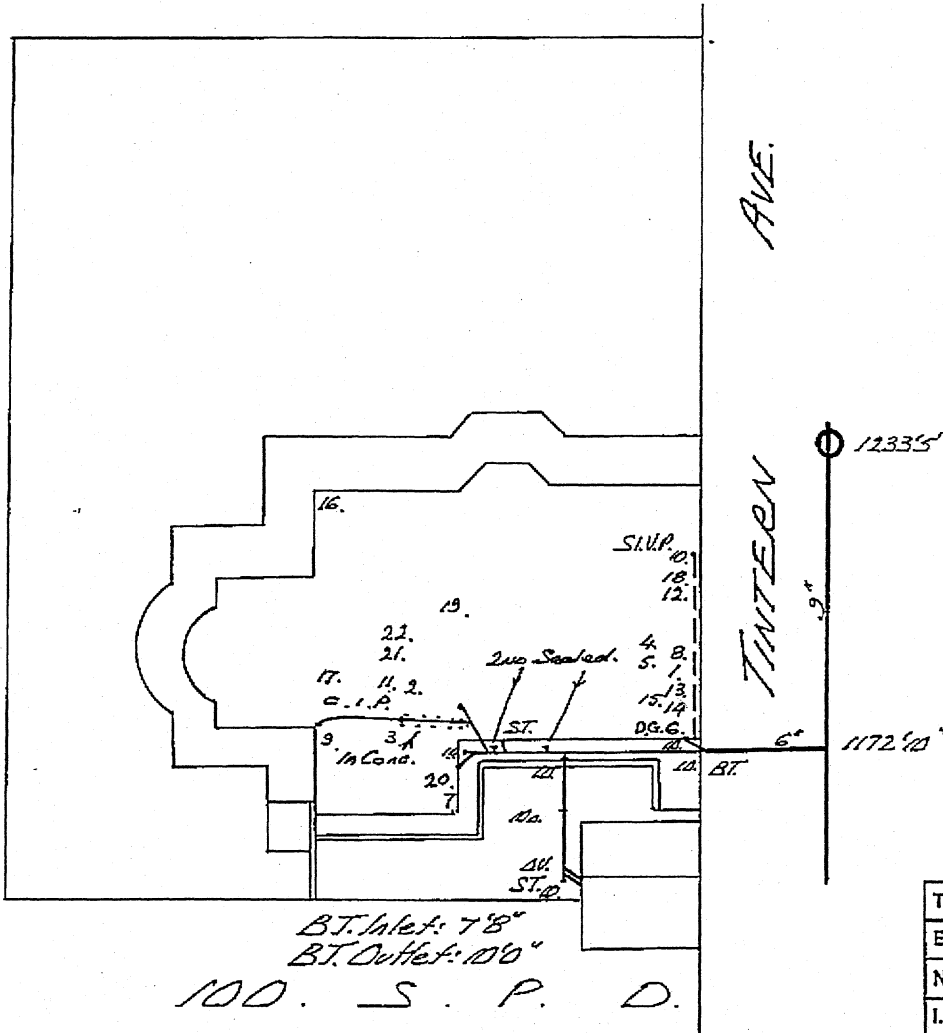 AVE.
TINTERN
1233'5"
9"
16.
S.I.V.P.
10.
18.
12.
19.
22.
21.
4.
5.
8.
1.
2 no Sealed.
17.
11.
2.
13.
15.
14
C.I.P.
ST.
D.G.
6.
6"
1172'10"
9.
3
In Conc.
BT.
20.
7
ST.
BT. Inlet: 7'8"
BT. Outlet: 10'0"
100. S. P. D.
T
E
N
I.